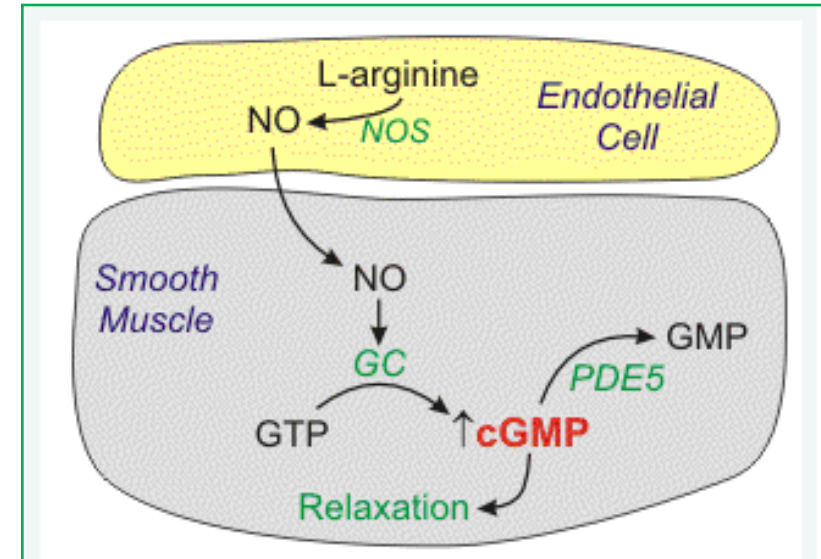 L-arginine
Endothelial
Cell
NO
NOS
Smooth
Muscle
NO
GC
GMP
PDE5
GTP
↑cGMP
Relaxation